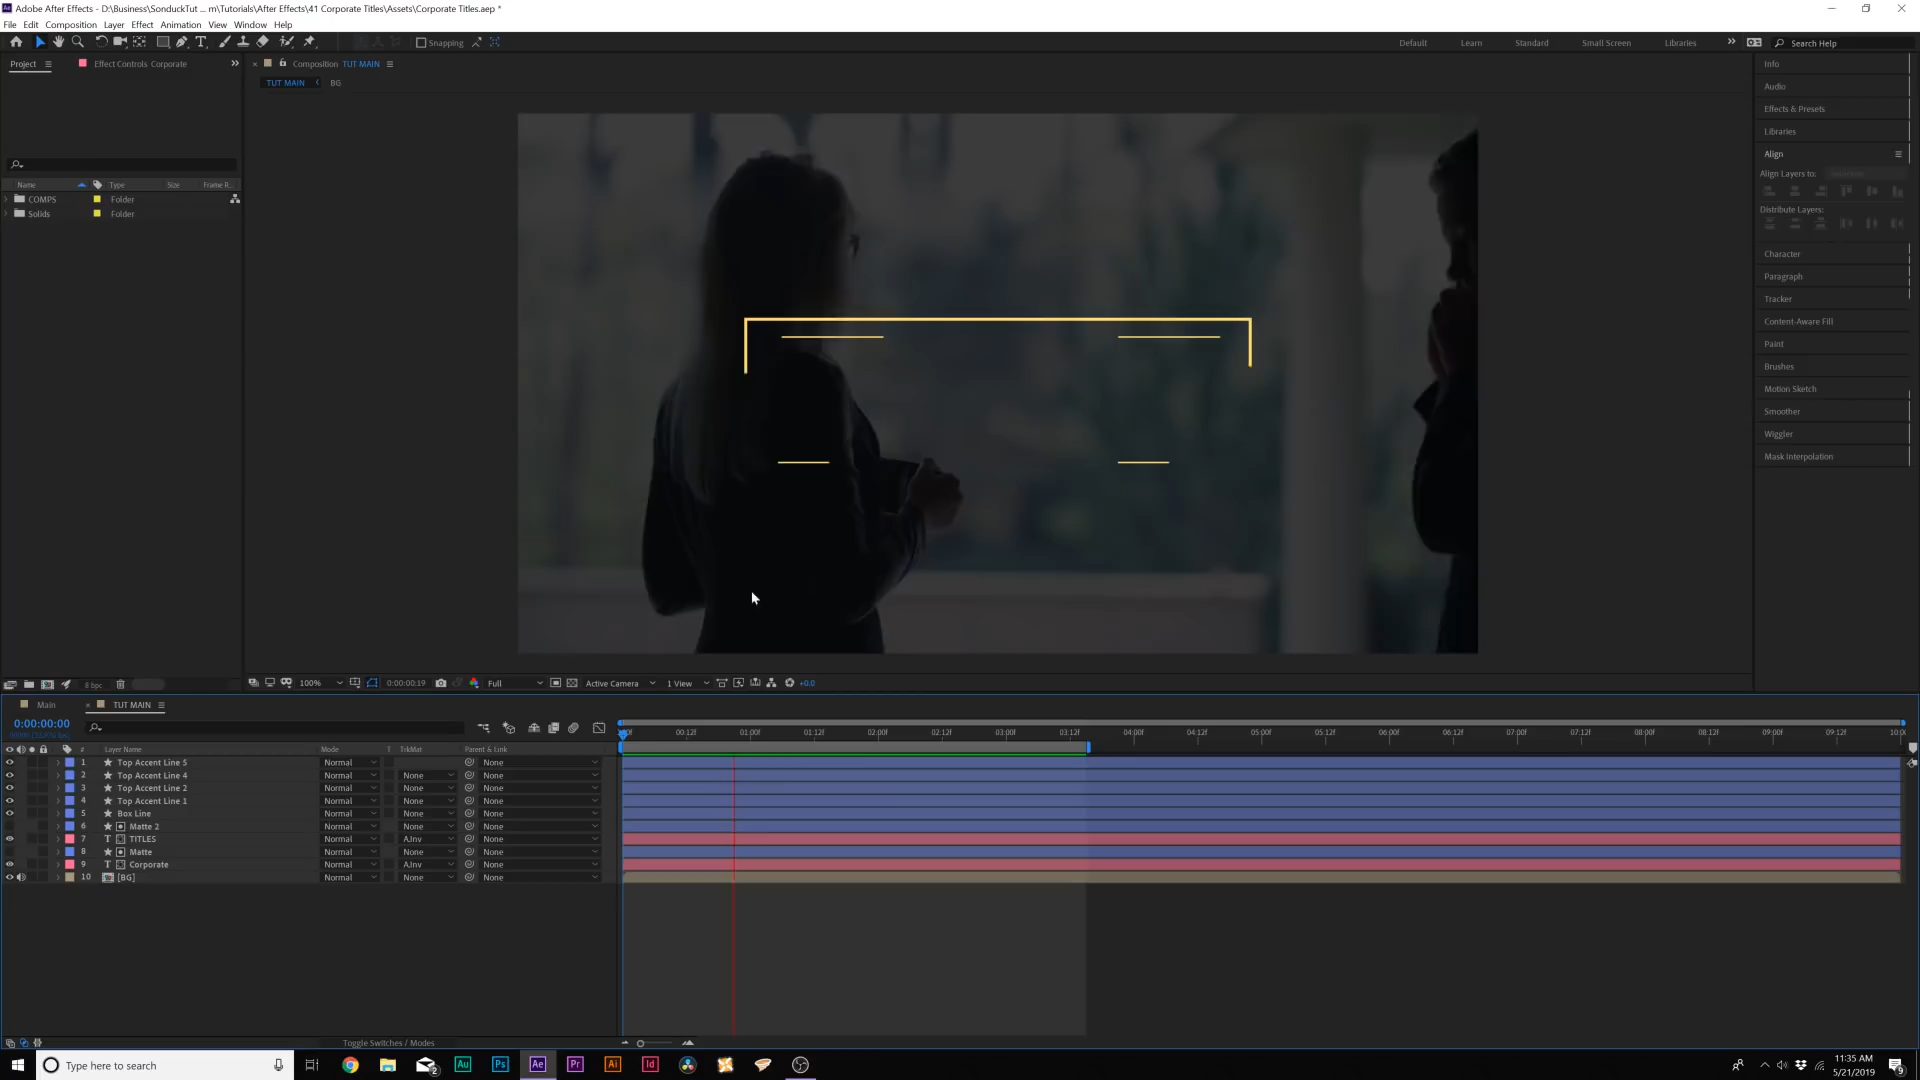 Adobe After Effects - D:\Business\SonduckTut ... m\Tutorials\After Effects\41 Corporate Titles\Assets\Corporate Titles.aep *
File Edit Composition Layer Effect Animation View Window Help
Snapping
Default Learn Standard Small Screen Libraries Search Help
Project Effect Controls Corporate Composition TUT MAIN Info
TUT MAIN BG
Audio
Effects & Presets
Libraries
Align
Align Layers to:
Name Type Size Frame R...
COMPS Folder
Solids Folder
Distribute Layers:
Character
Paragraph
Tracker
Content-Aware Fill
Paint
Brushes
Motion Sketch
Smoother
Wiggler
Mask Interpolation
8 bpc 100% 0:00:00:19 Full Active Camera 1 View +0.0
Main TUT MAIN
0:00:00:00
00:12f 01:00f 01:12f 02:00f 02:12f 03:00f 03:12f 04:00f 04:12f 05:00f 05:12f 06:00f 06:12f 07:00f 07:12f 08:00f 08:12f 09:00f 09:12f
# Layer Name Mode T TrkMat Parent & Link
1 Top Accent Line 5 Normal None
2 Top Accent Line 4 Normal None None
3 Top Accent Line 2 Normal None None
4 Top Accent Line 1 Normal None None
5 Box Line Normal None None
6 Matte 2 Normal None None
7 T TITLES Normal A.Inv None
8 Matte Normal None None
9 T Corporate Normal A.Inv None
10 [BG] Normal None None
Toggle Switches / Modes
Type here to search 2 Au Ps Ae Pr Ai Id 11:35 AM
5/21/2019 9